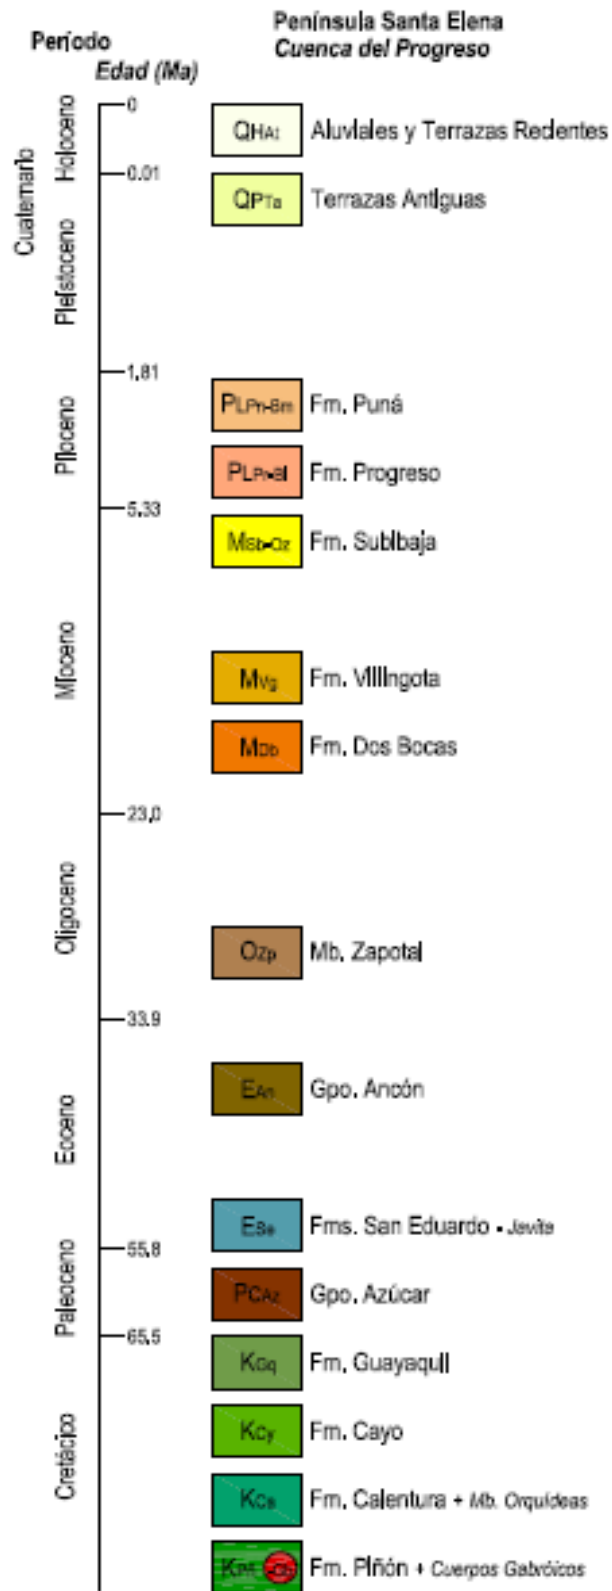 Península Santa Elena
Período
Cuenca del Progreso
Edad (Ma)
0
QHAt Aluviales y Terrazas Recientes
Holoceno
0.01
Cuaternario
QPTa Terrazas Antiguas
Pleistoceno
1.81
PLPn-Bm Fm. Puná
Plioceno
PLPr-al Fm. Progreso
5.33
MSb-Oz Fm. Subibaja
Mioceno
MVg Fm. Villingota
MDb Fm. Dos Bocas
23,0
Oligoceno
OZp Mb. Zapotal
33.9
EAn Gpo. Ancón
Eoceno
ESe Fms. San Eduardo - Javita
55.8
Paleoceno
PCAz Gpo. Azúcar
65.5
KGq Fm. Guayaquil
KCy Fm. Cayo
Cretácico
KCa Fm. Calentura + Mb. Orquídeas
Fm. Piñón + Cuerpos Gabróicos